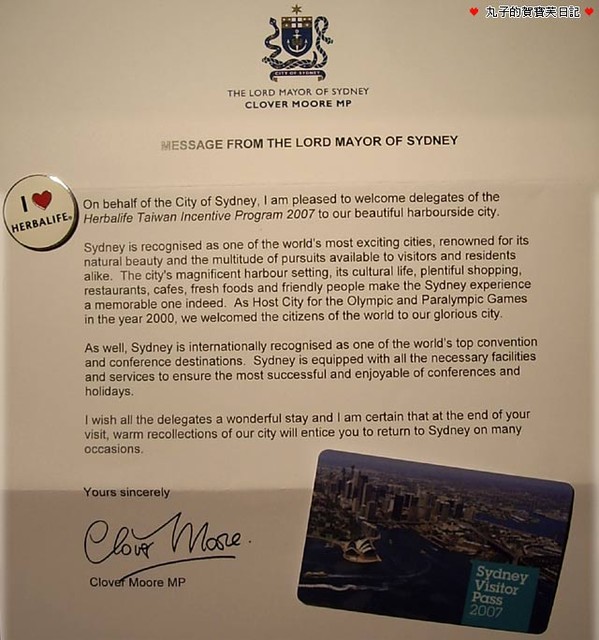 ♥ 丸子的賀寶芙日記 ♥
CITY OF SYDNEY
THE LORD MAYOR OF SYDNEY
CLOVER MOORE MP
MESSAGE FROM THE LORD MAYOR OF SYDNEY
I ♥
HERBALIFE.
On behalf of the City of Sydney, I am pleased to welcome delegates of the
Herbalife Taiwan Incentive Program 2007 to our beautiful harbourside city.
Sydney is recognised as one of the world's most exciting cities, renowned for its
natural beauty and the multitude of pursuits available to visitors and residents
alike. The city's magnificent harbour setting, its cultural life, plentiful shopping,
restaurants, cafes, fresh foods and friendly people make the Sydney experience
a memorable one indeed. As Host City for the Olympic and Paralympic Games
in the year 2000, we welcomed the citizens of the world to our glorious city.
As well, Sydney is internationally recognised as one of the world's top convention
and conference destinations. Sydney is equipped with all the necessary facilities
and services to ensure the most successful and enjoyable of conferences and
holidays.
I wish all the delegates a wonderful stay and I am certain that at the end of your
visit, warm recollections of our city will entice you to return to Sydney on many
occasions.
Yours sincerely
Clover Moore.
Clover Moore MP
Sydney
Visitor
Pass
2007